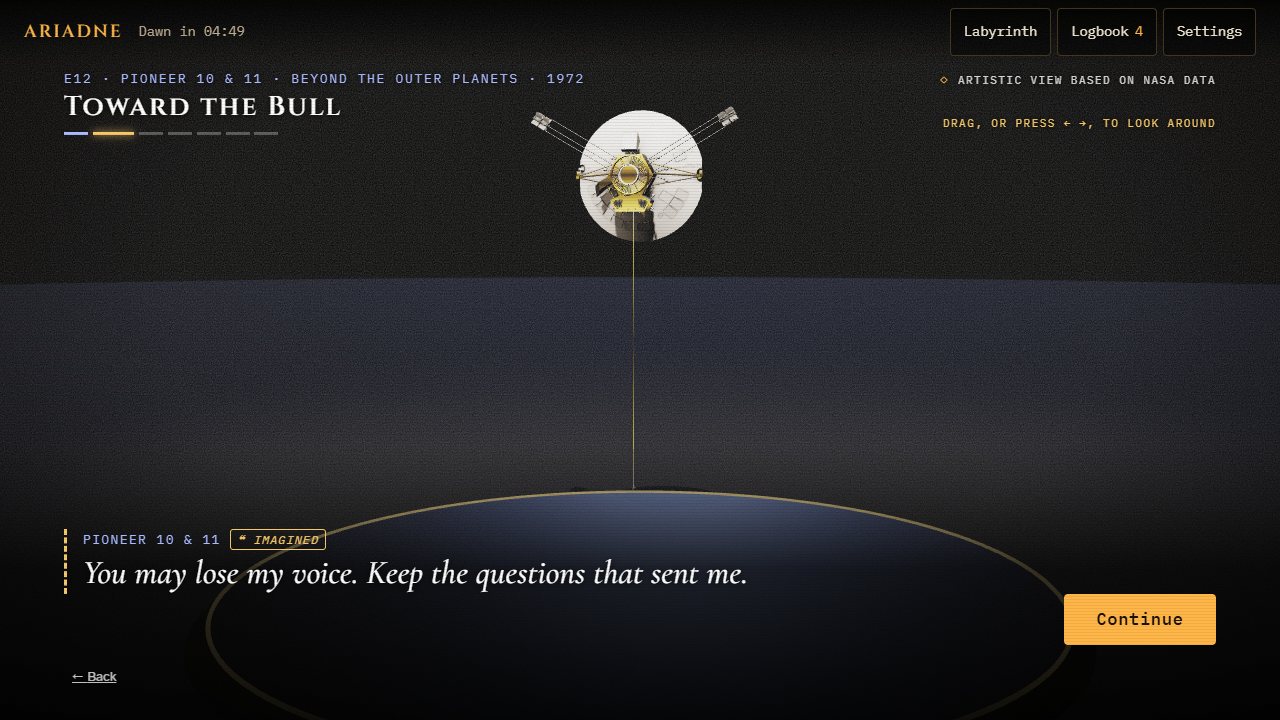 ARIADNE Dawn in 04:49
Labyrinth Logbook 4 Settings
E12 · PIONEER 10 & 11 · BEYOND THE OUTER PLANETS · 1972
Toward the Bull
◇ ARTISTIC VIEW BASED ON NASA DATA
DRAG, OR PRESS ← →, TO LOOK AROUND
PIONEER 10 & 11 ❝ IMAGINED
You may lose my voice. Keep the questions that sent me.
Continue
← Back